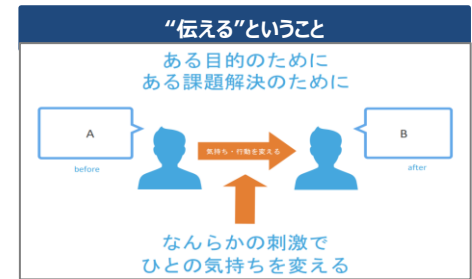 “伝える”ということ
ある目的のために
ある課題解決のために
A
気持ち・行動を変える
B
before
after
なんらかの刺激で
ひとの気持ちを変える